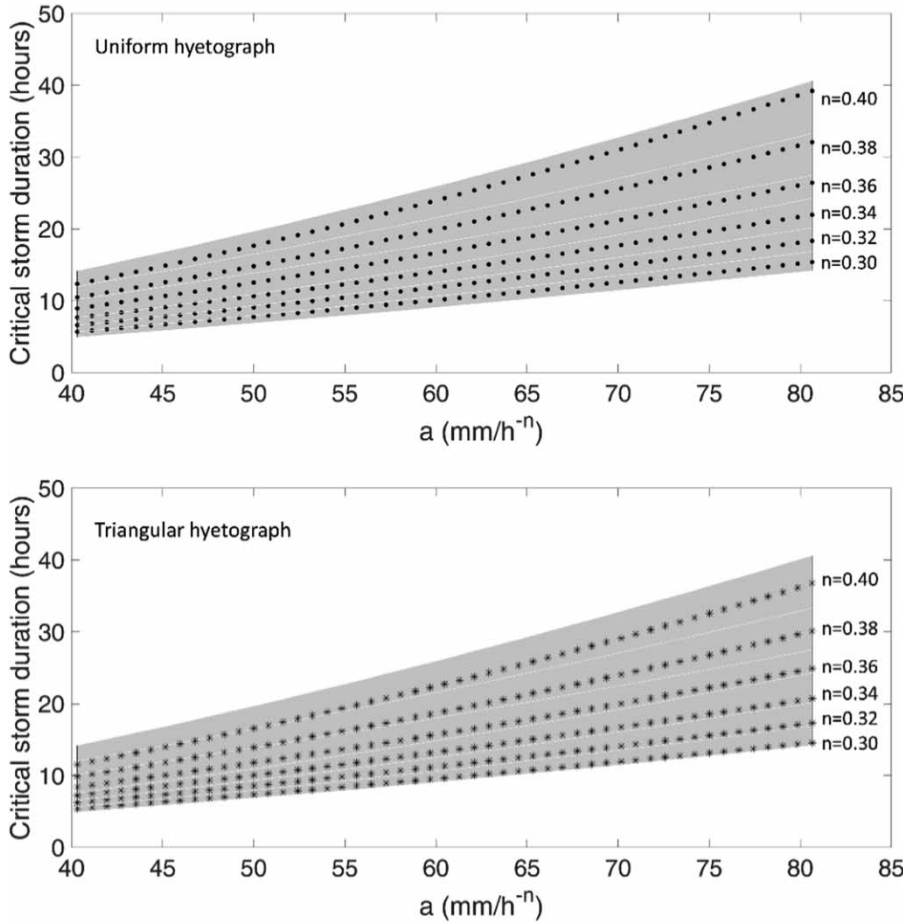 50
Uniform hyetograph
40
n=0.40
30
n=0.38
n=0.36
20
n=0.34
n=0.32
10
n=0.30
0
Critical storm duration (hours)
40 45 50 55 60 65 70 75 80 85
a (mm/h⁻ⁿ)
50
Triangular hyetograph
40
n=0.40
30
n=0.38
n=0.36
20
n=0.34
n=0.32
n=0.30
10
0
Critical storm duration (hours)
40 45 50 55 60 65 70 75 80 85
a (mm/h⁻ⁿ)